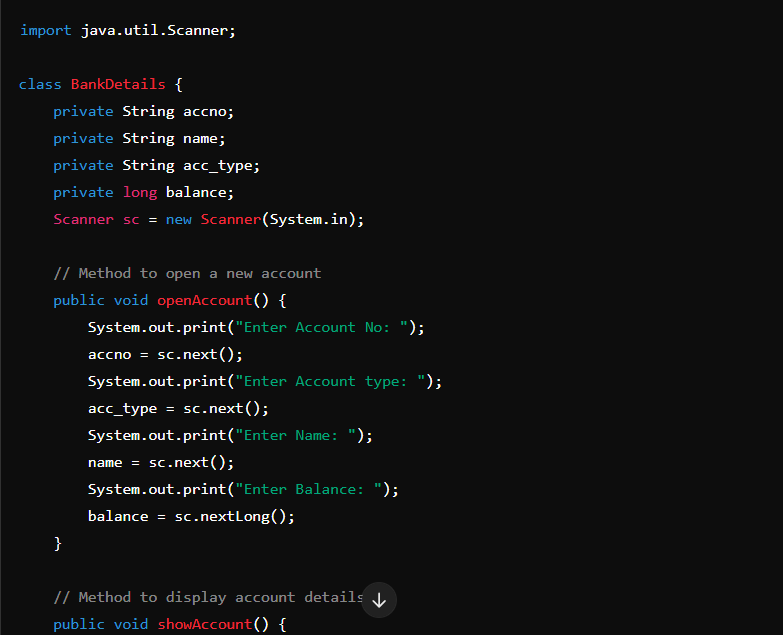 import java.util.Scanner;
class BankDetails {
private String accno;
private String name;
private String acc_type;
private long balance;
Scanner sc = new Scanner(System.in);
// Method to open a new account
public void openAccount() {
System.out.print("Enter Account No: ");
accno = sc.next();
System.out.print("Enter Account type: ");
acc_type = sc.next();
System.out.print("Enter Name: ");
name = sc.next();
System.out.print("Enter Balance: ");
balance = sc.nextLong();
}
// Method to display account details
public void showAccount() {